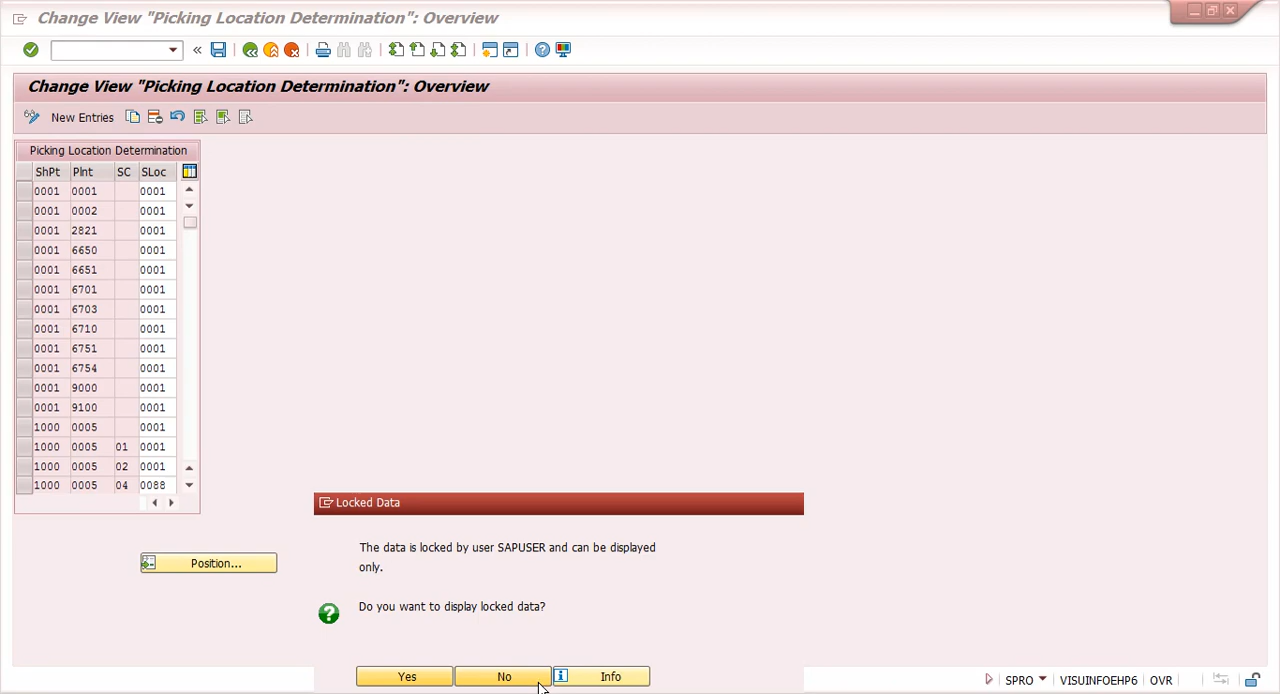 Change View "Picking Location Determination": Overview
Change View "Picking Location Determination": Overview
New Entries
Picking Location Determination
ShPt Plnt SC SLoc
0001 0001 0001
0001 0002 0001
0001 2821 0001
0001 6650 0001
0001 6651 0001
0001 6701 0001
0001 6703 0001
0001 6710 0001
0001 6751 0001
0001 6754 0001
0001 9000 0001
0001 9100 0001
1000 0005 0001
1000 0005 01 0001
1000 0005 02 0001
1000 0005 04 0088
Position...
Locked Data
The data is locked by user SAPUSER and can be displayed
only.
Do you want to display locked data?
Yes No Info
SPRO VISUINFOEHP6 OVR